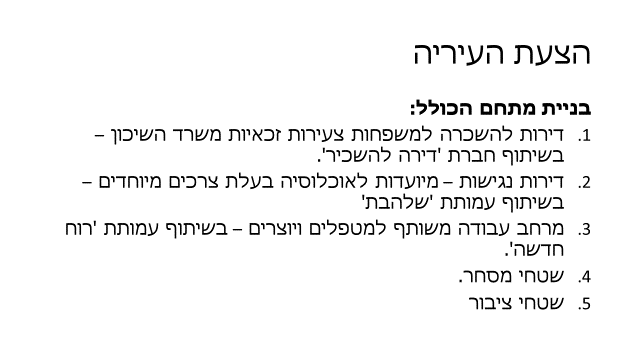 הצעת העיריה
בניית מתחם הכולל:
1. דירות להשכרה למשפחות צעירות זכאיות משרד השיכון –
בשיתוף חברת 'דירה להשכיר'.
2. דירות נגישות – מיועדות לאוכלוסיה בעלת צרכים מיוחדים –
בשיתוף עמותת 'שלהבת'
3. מרחב עבודה משותף למטפלים ויוצרים – בשיתוף עמותת 'רוח
חדשה'.
4. שטחי מסחר.
5. שטחי ציבור